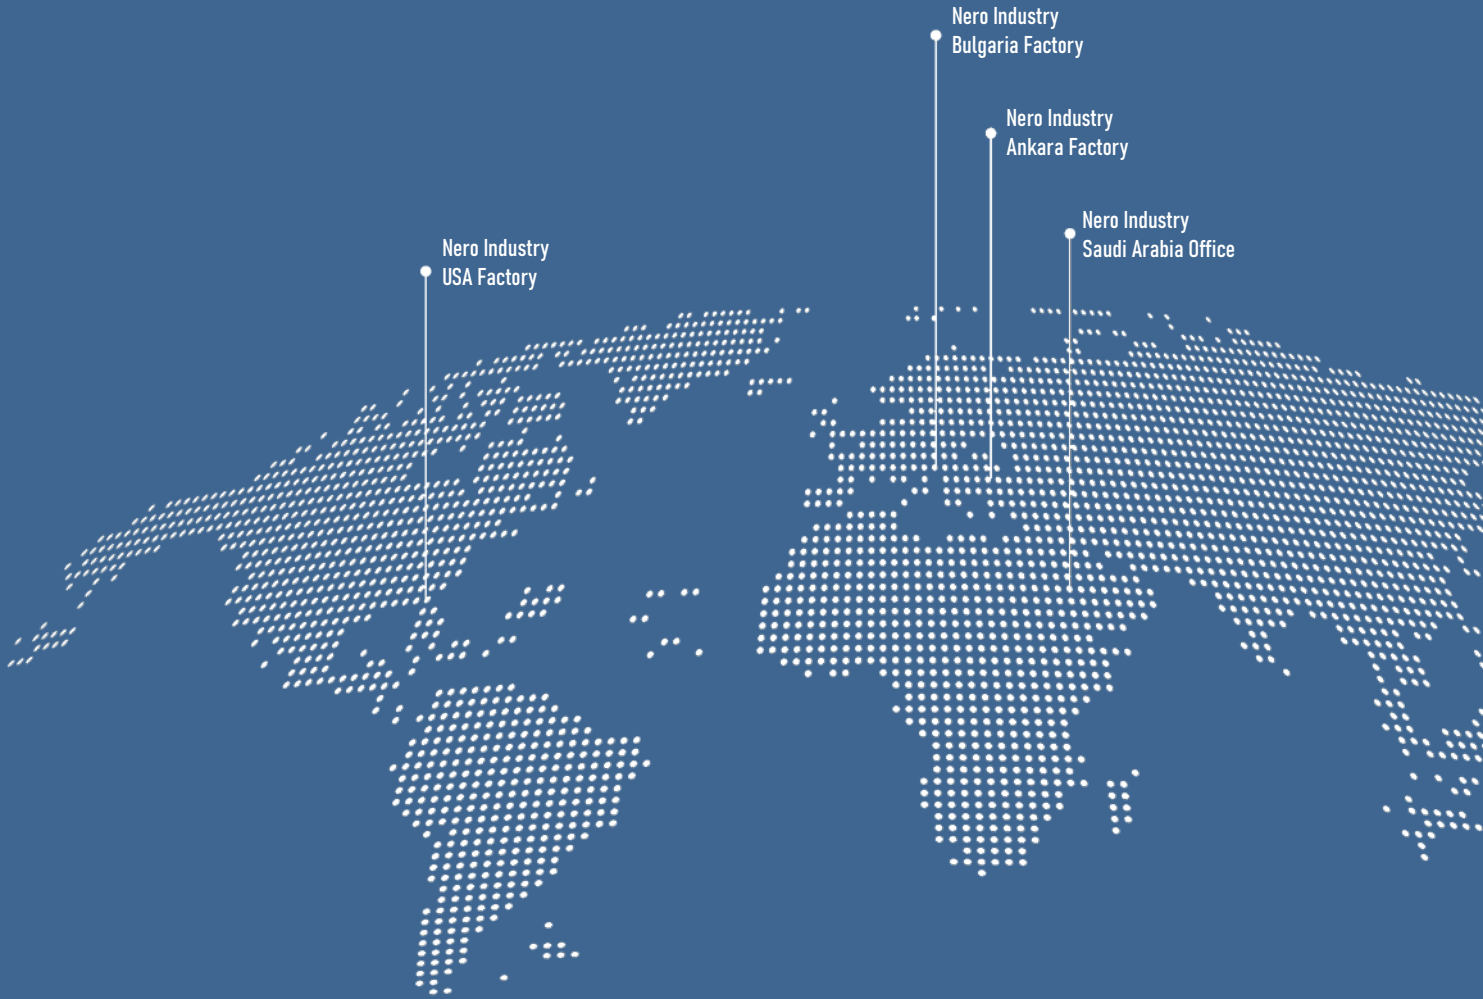 Nero Industry
Bulgaria Factory
Nero Industry
Ankara Factory
Nero Industry
Saudi Arabia Office
Nero Industry
USA Factory